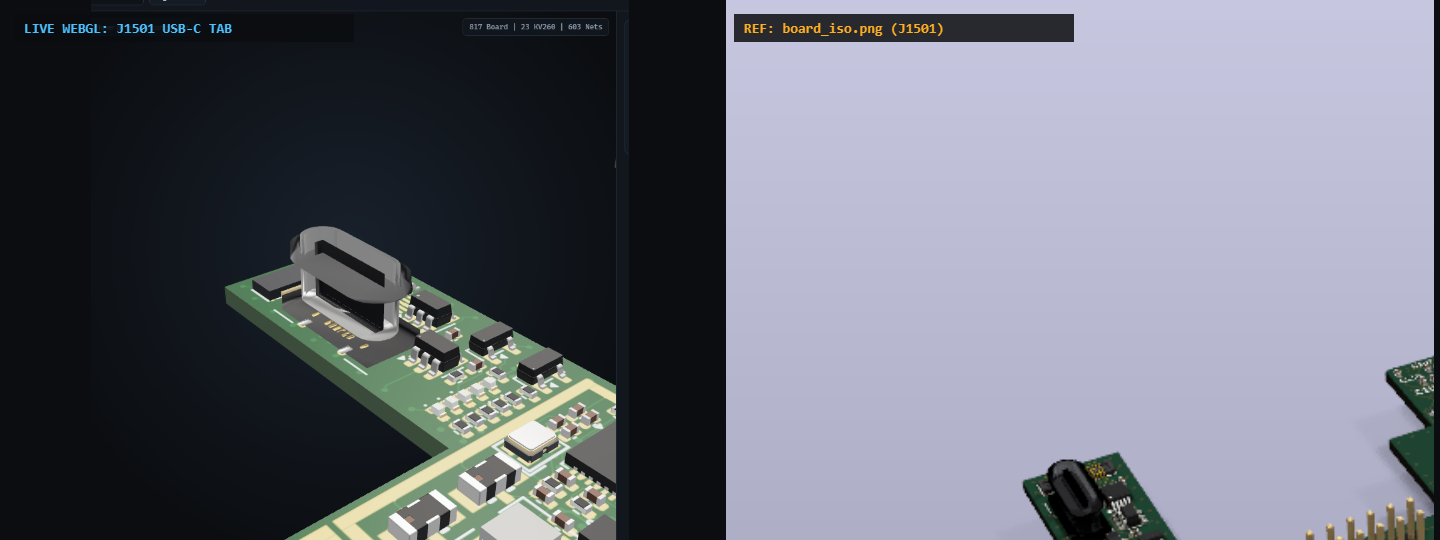 LIVE WEBGL: J1501 USB-C TAB
817 Board | 23 KV260 | 603 Nets
REF: board_iso.png (J1501)